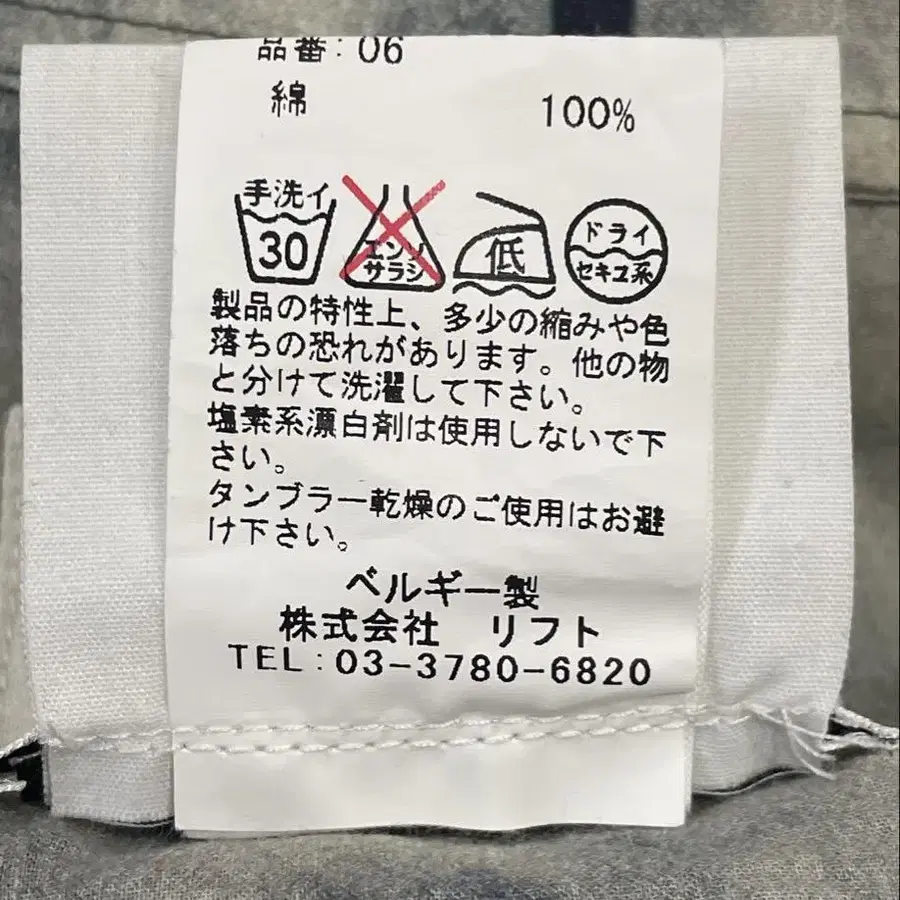 品番：06
綿 100%
手洗イ
30
エンソ
サラシ
低
ドライ
セキユ系
製品の特性上、多少の縮みや色
落ちの恐れがあります。他の物
と分けて洗濯して下さい。
塩素系漂白剤は使用しないで下
さい。
タンブラー乾燥のご使用はお避
け下さい。
ベルギー製
株式会社 リフト
TEL：03-3780-6820